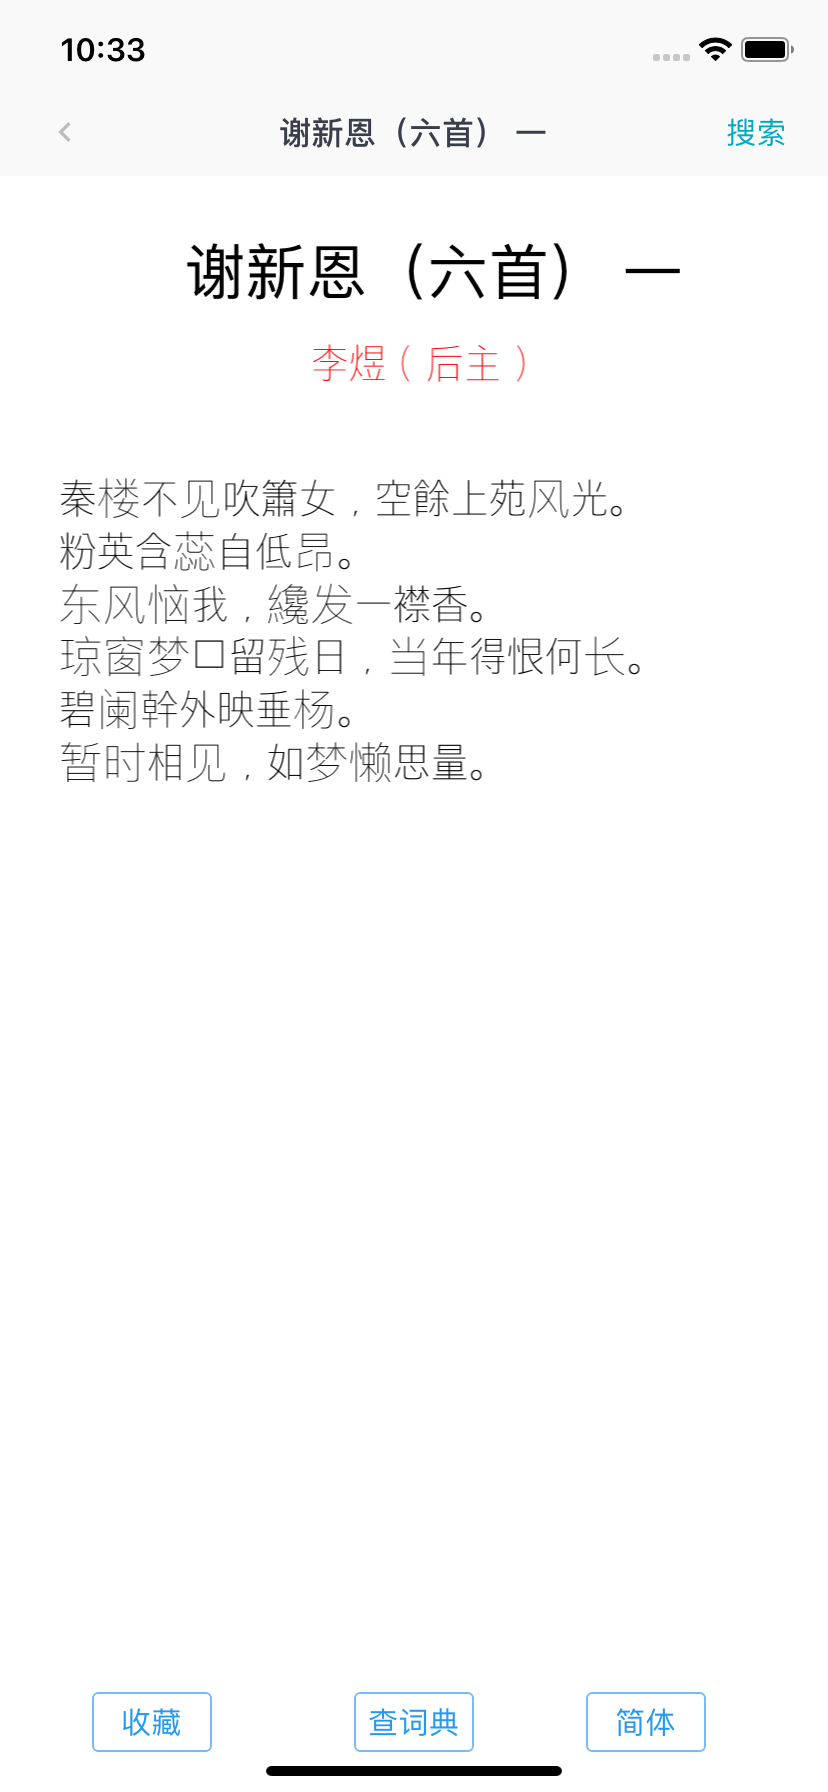 10:33
谢新恩（六首） 一
搜索
谢新恩（六首） 一
李煜（ 后主 ）
秦楼不见吹簫女，空餘上苑风光。
粉英含蕊自低昂。
东风恼我，纔发一襟香。
琼窗梦口留残日，当年得恨何长。
碧阑幹外映垂杨。
暂时相见，如梦懒思量。
收藏
查词典
简体